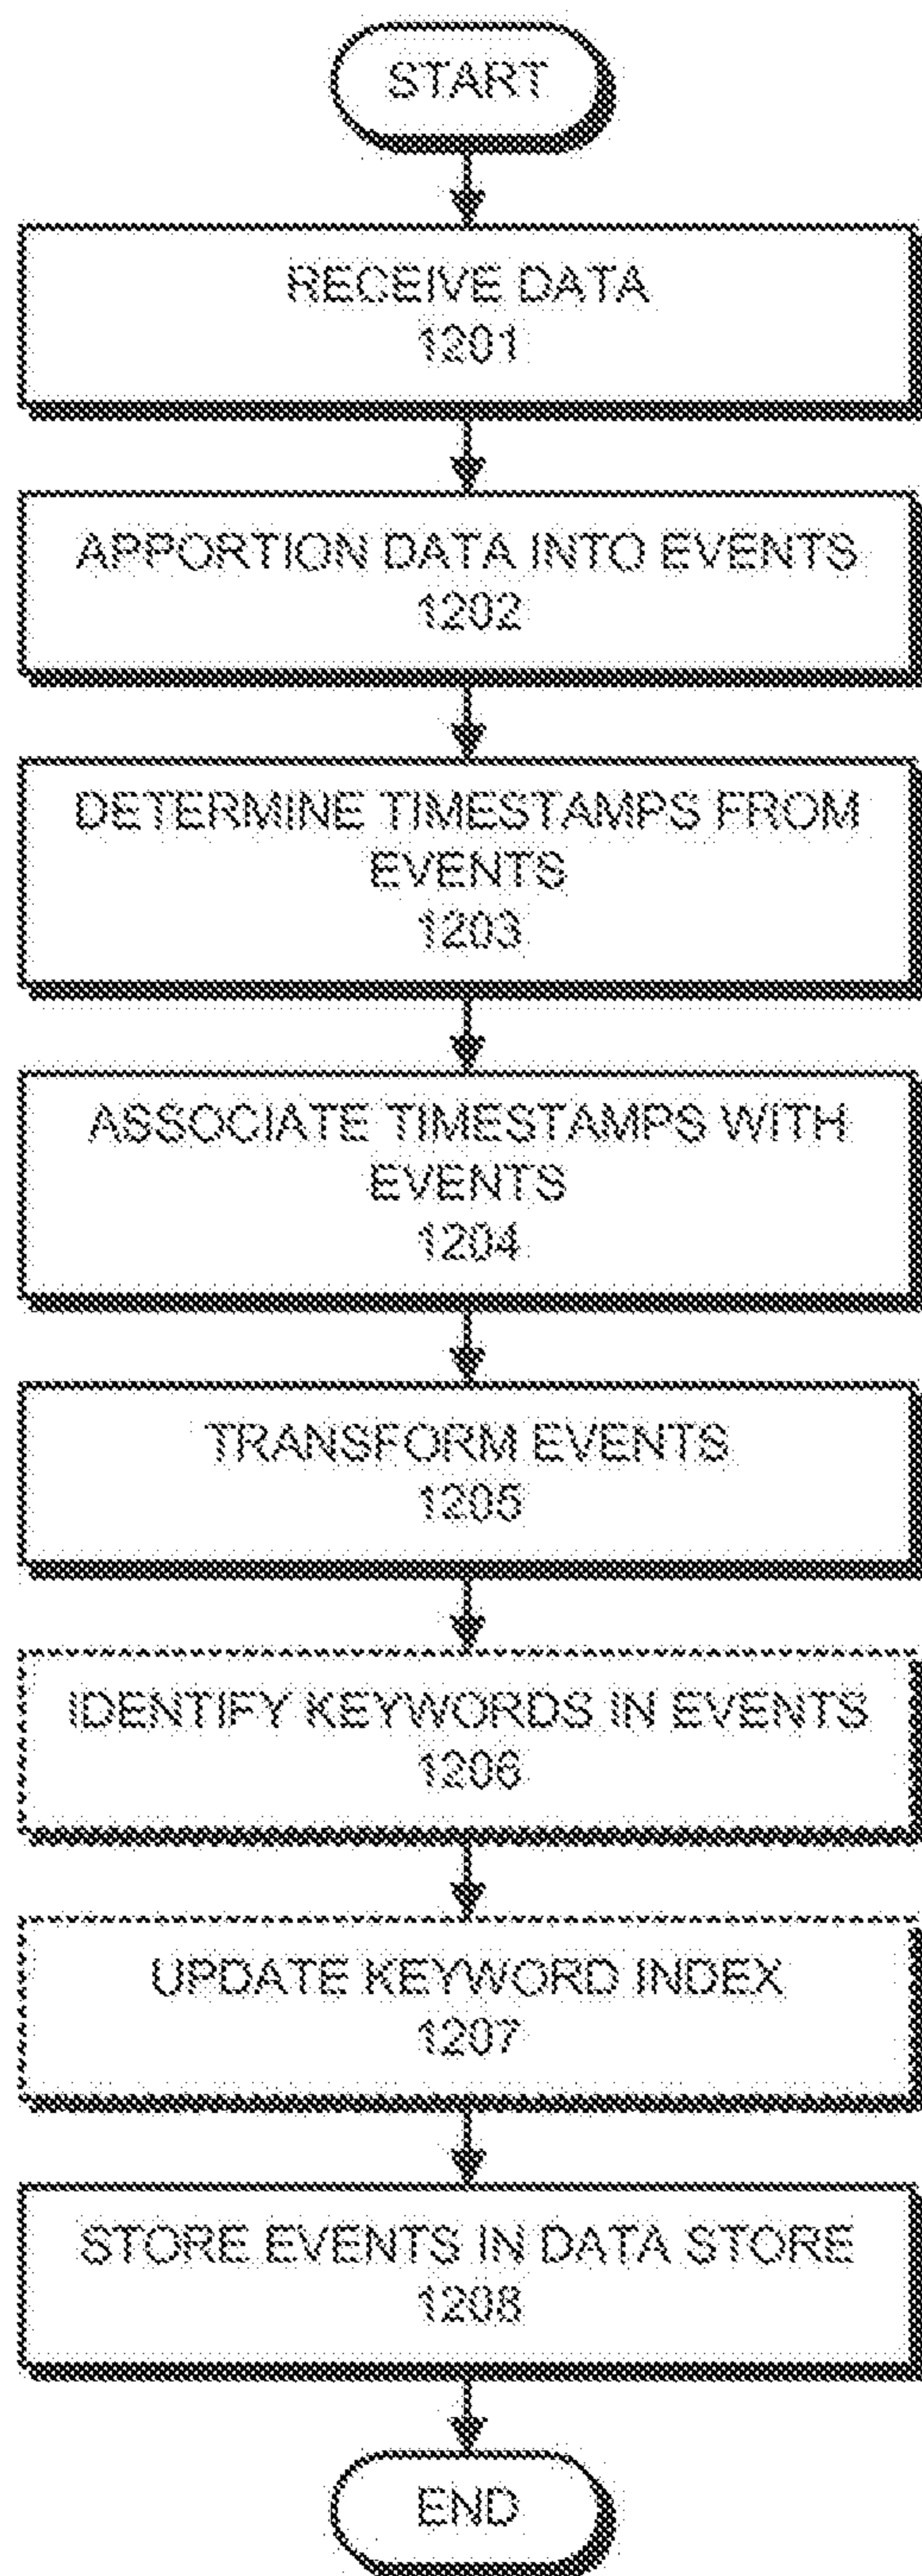 START
RECEIVE DATA
1201
APPORTION DATA INTO EVENTS
1202
DETERMINE TIMESTAMPS FROM
EVENTS
1203
ASSOCIATE TIMESTAMPS WITH
EVENTS
1204
TRANSFORM EVENTS
1205
IDENTIFY KEYWORDS IN EVENTS
1206
UPDATE KEYWORD INDEX
1207
STORE EVENTS IN DATA STORE
1208
END